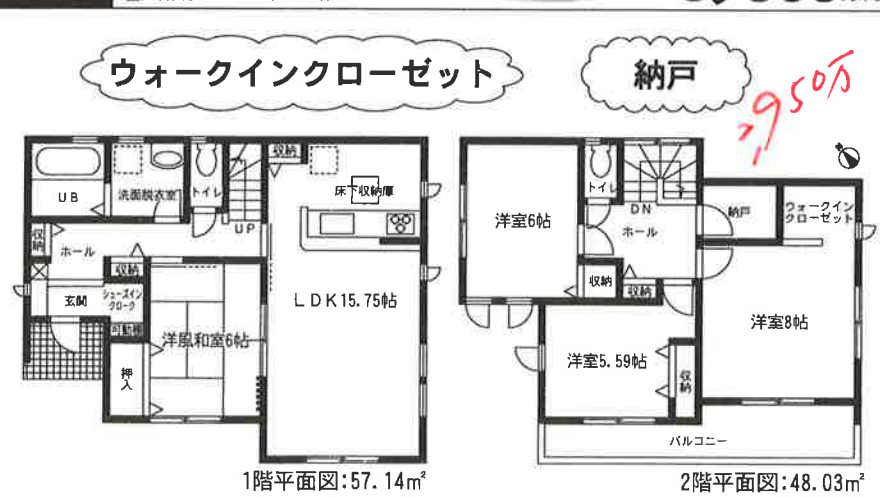 ウォークインクローゼット
納戸
,950万
UB
洗面脱衣室
トイレ
収納
床下収納庫
UP
収納
ホール
収納
玄関
シューズイン
クローク
可動棚
洋風和室6帖
LDK15.75帖
押入
1階平面図:57.14㎡
洋室6帖
トイレ
DN
ホール
納戸
ウォークイン
クローゼット
収納
収納
洋室8帖
洋室5.59帖
収納
バルコニー
2階平面図:48.03㎡